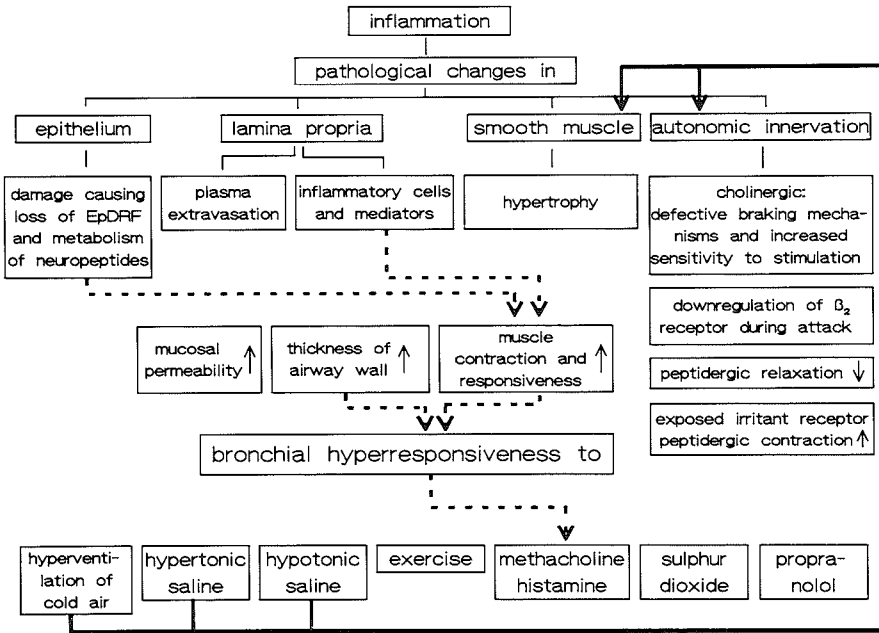 inflammation
pathological changes in
epithelium
lamina propria
smooth muscle
autonomic innervation
damage causing
loss of EpDRF
and metabolism
of neuropeptides
plasma
extravasation
inflammatory cells
and mediators
hypertrophy
cholinergic:
defective braking mecha-
nisms and increased
sensitivity to stimulation
downregulation of ß₂
receptor during attack
mucosal
permeability ↑
thickness of
airway wall ↑
muscle
contraction and
responsiveness ↑
peptidergic relaxation ↓
exposed irritant receptor
peptidergic contraction ↑
bronchial hyperresponsiveness to
hyperventi-
lation of
cold air
hypertonic
saline
hypotonic
saline
exercise
methacholine
histamine
sulphur
dioxide
propra-
nolol